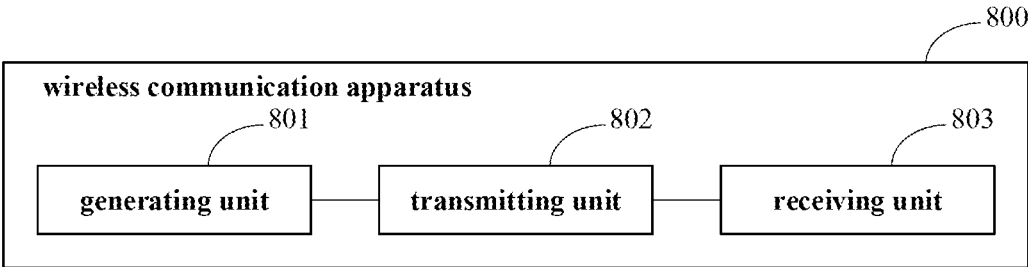 800
wireless communication apparatus
801 802 803
generating unit transmitting unit receiving unit